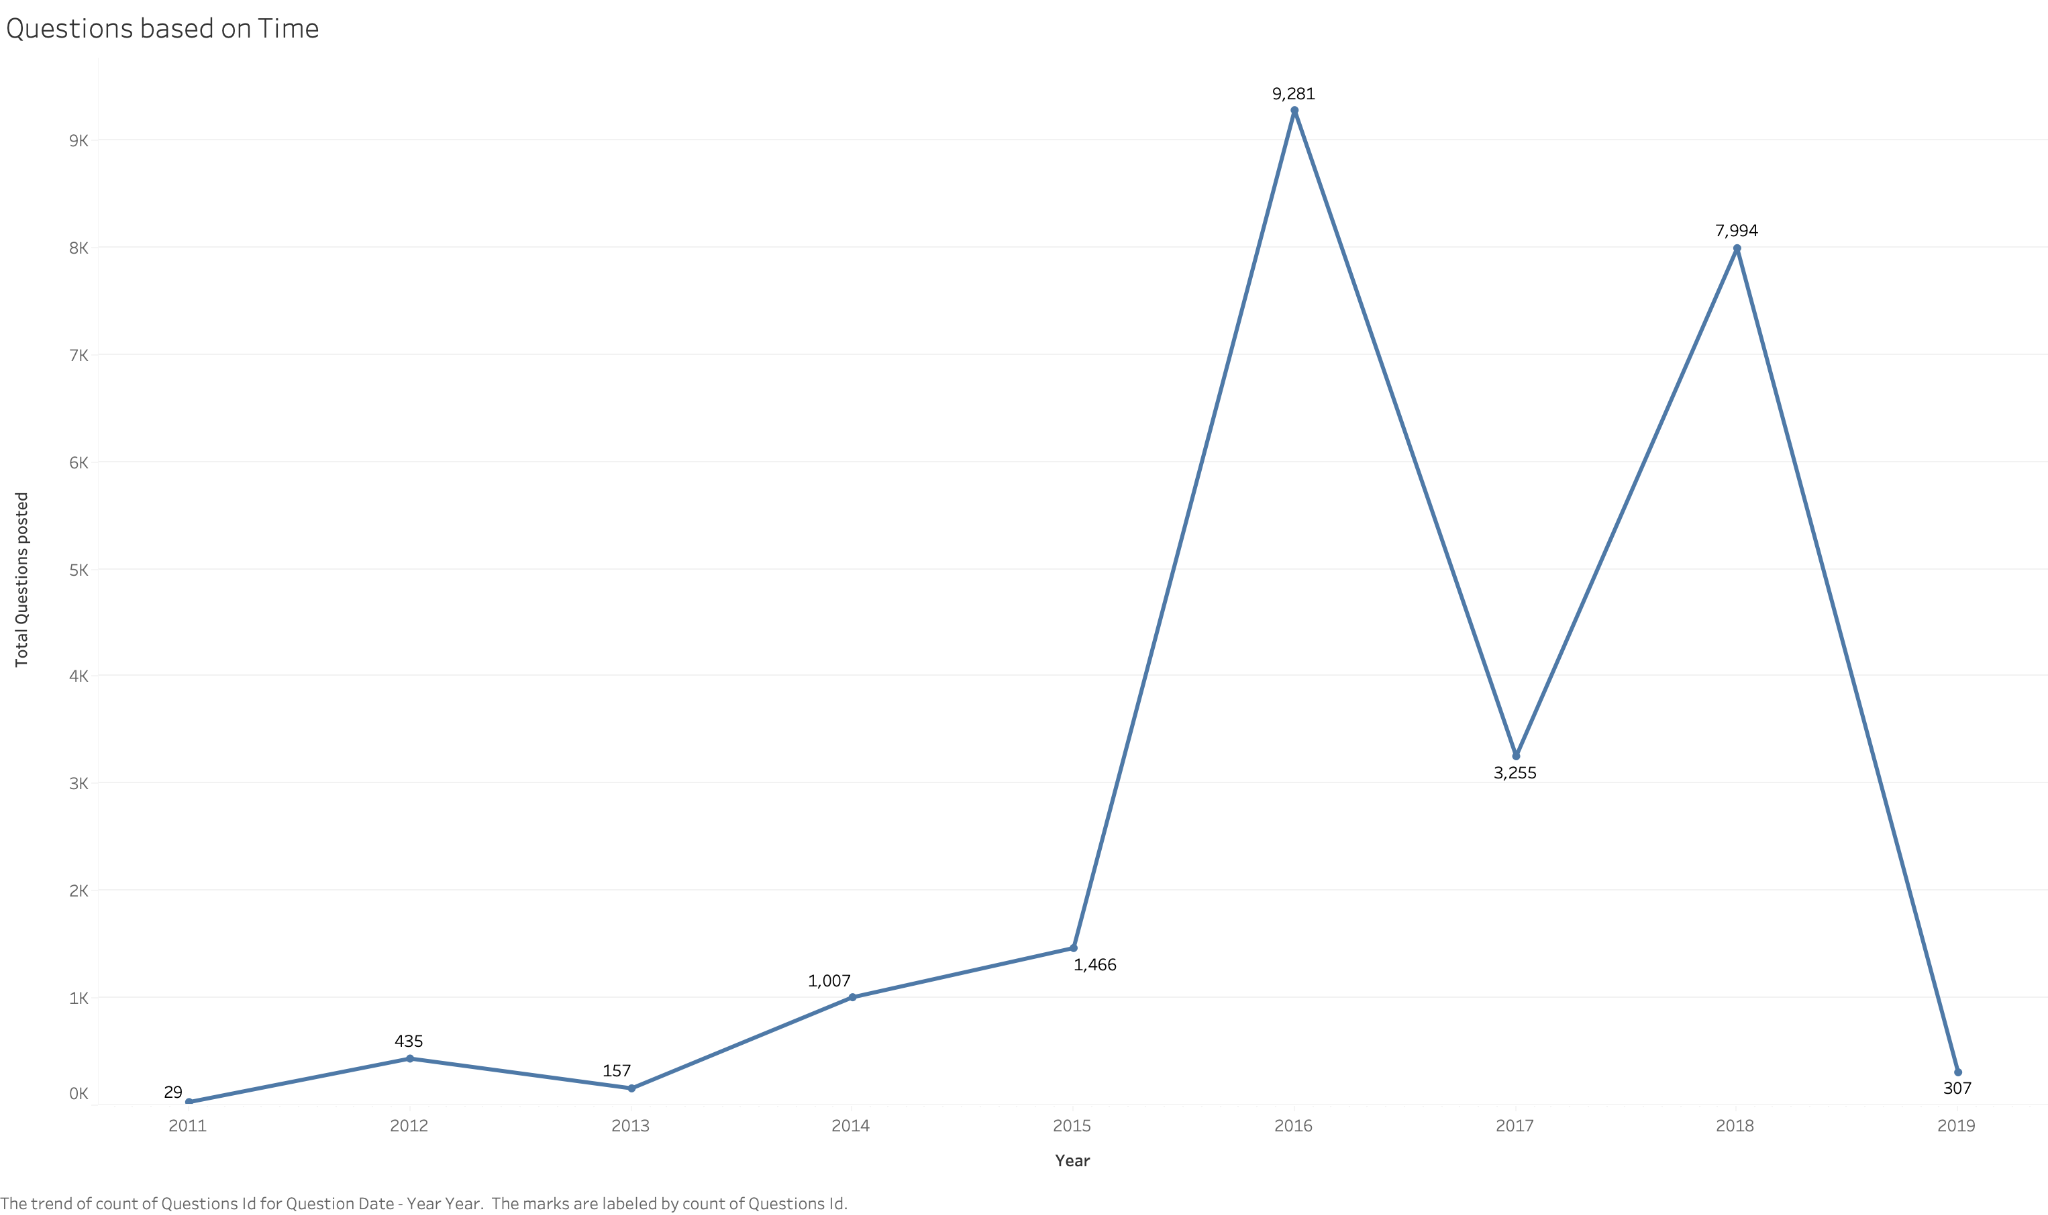 Questions based on Time
9,281
9K
8K
7,994
7K
6K
5K
Total Questions posted
4K
3K
3,255
2K
1,466
1K
1,007
435
157
29
0K
307
2011 2012 2013 2014 2015 2016 2017 2018 2019
Year
The trend of count of Questions Id for Question Date - Year Year. The marks are labeled by count of Questions Id.